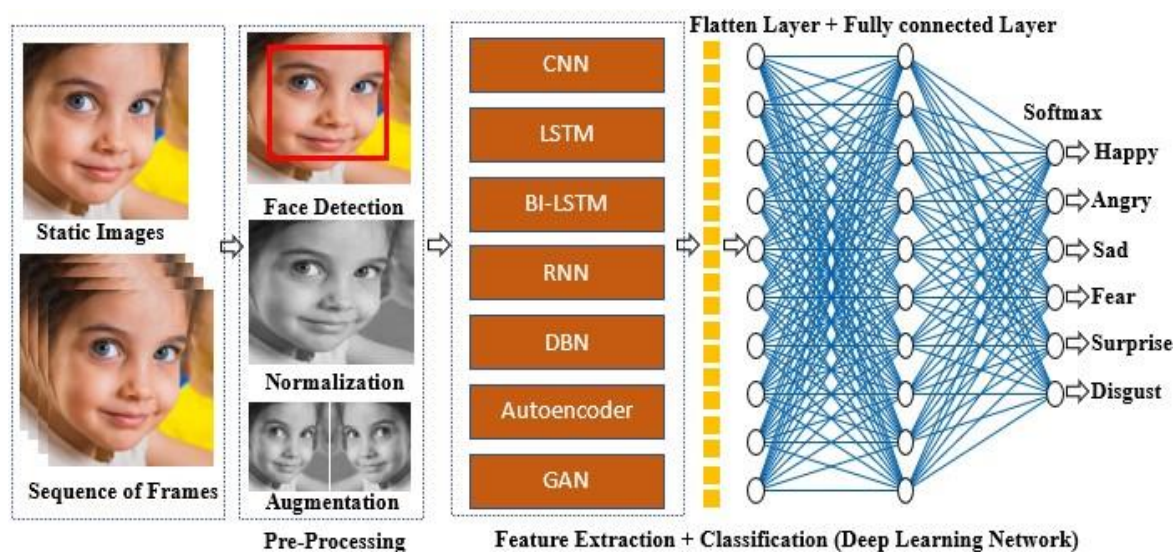 Static Images
Sequence of Frames
Face Detection
Normalization
Augmentation
Pre-Processing
CNN
LSTM
BI-LSTM
RNN
DBN
Autoencoder
GAN
Feature Extraction + Classification (Deep Learning Network)
Flatten Layer + Fully connected Layer
Softmax
Happy
Angry
Sad
Fear
Surprise
Disgust